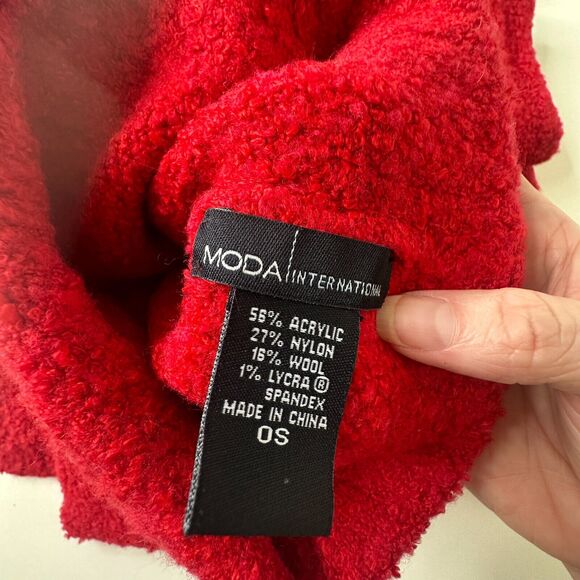 MODA INTERNATIONAL
56% ACRYLIC
27% NYLON
16% WOOL
1% LYCRA ®
SPANDEX
MADE IN CHINA
OS